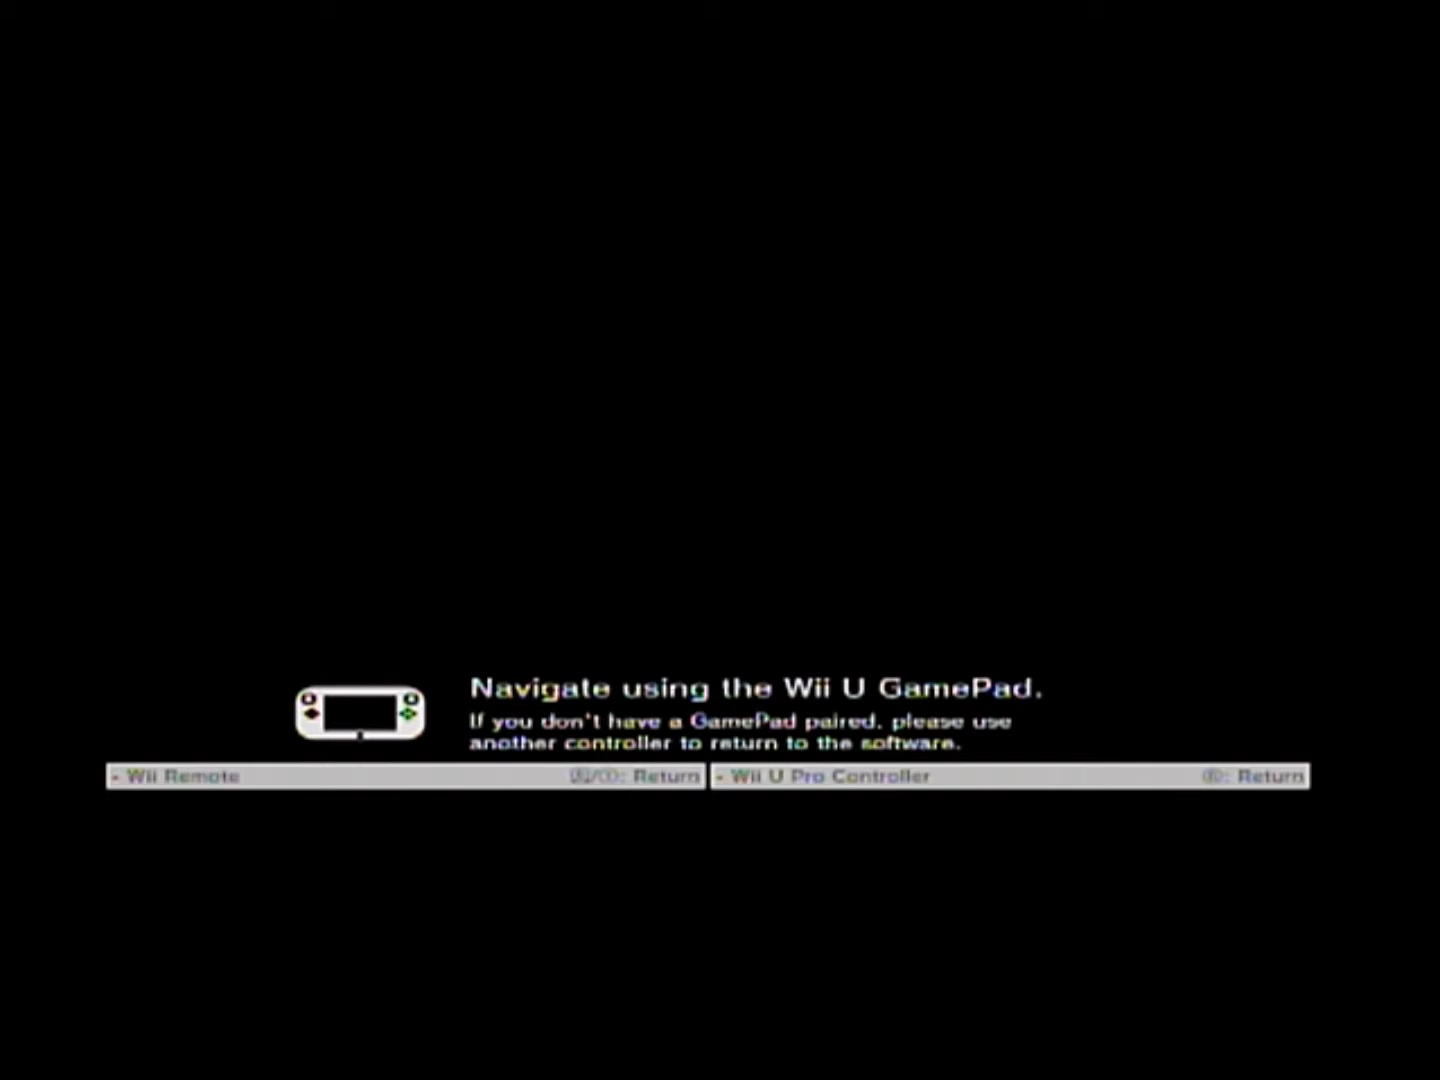 Navigate using the Wii U GamePad.
If you don't have a GamePad paired, please use
another controller to return to the software.
- Wii Remote : Return - Wii U Pro Controller : Return